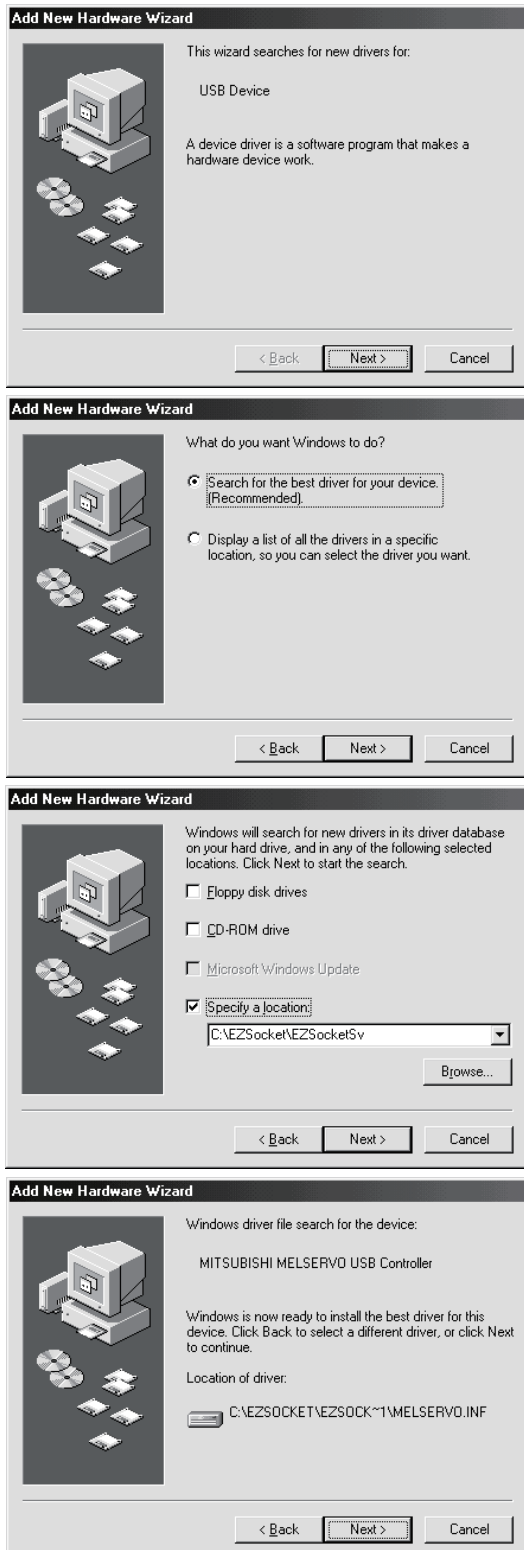 Add New Hardware Wizard
This wizard searches for new drivers for:
USB Device
A device driver is a software program that makes a
hardware device work.
< Back
Next >
Cancel
Add New Hardware Wizard
What do you want Windows to do?
Search for the best driver for your device.
(Recommended).
Display a list of all the drivers in a specific
location, so you can select the driver you want.
< Back
Next >
Cancel
Add New Hardware Wizard
Windows will search for new drivers in its driver database
on your hard drive, and in any of the following selected
locations. Click Next to start the search.
Floppy disk drives
CD-ROM drive
Microsoft Windows Update
Specify a location:
C:\EZSocket\EZSocketSv
Browse...
< Back
Next >
Cancel
Add New Hardware Wizard
Windows driver file search for the device:
MITSUBISHI MELSERVO USB Controller
Windows is now ready to install the best driver for this
device. Click Back to select a different driver, or click Next
to continue.
Location of driver:
C:\EZSOCKET\EZSOCK~1\MELSERVO.INF
< Back
Next >
Cancel